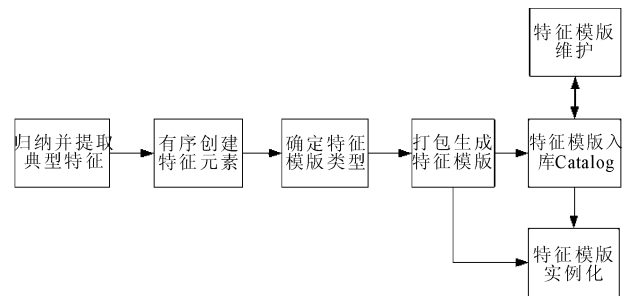 特征模版
维护
归纳并提取
典型特征
有序创建
特征元素
确定特征
模版类型
打包生成
特征模版
特征模版入
库Catalog
特征模版
实例化